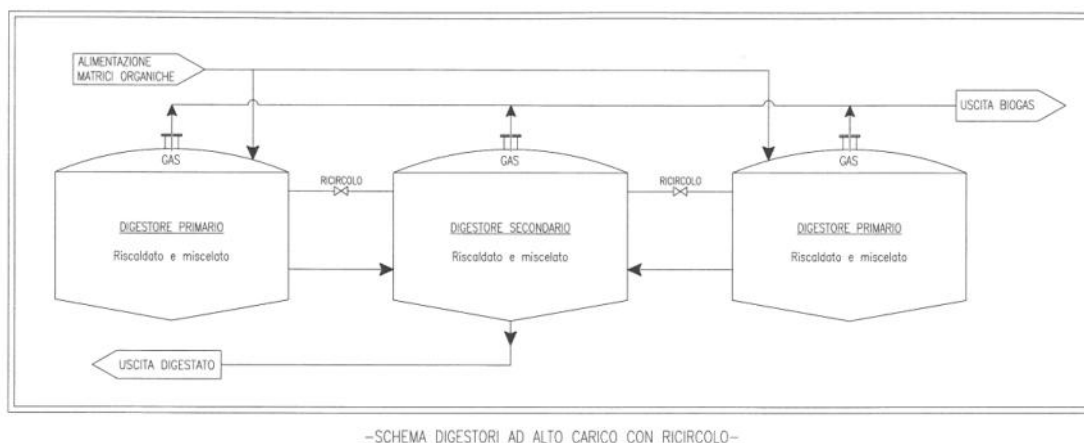 ALIMENTAZIONE
MATRICI ORGANICHE
USCITA BIOGAS
GAS
GAS
GAS
RICIRCOLO
RICIRCOLO
DIGESTORE PRIMARIO
Riscaldato e miscelato
DIGESTORE SECONDARIO
Riscaldato e miscelato
DIGESTORE PRIMARIO
Riscaldato e miscelato
USCITA DIGESTATO
-SCHEMA DIGESTORI AD ALTO CARICO CON RICIRCOLO-